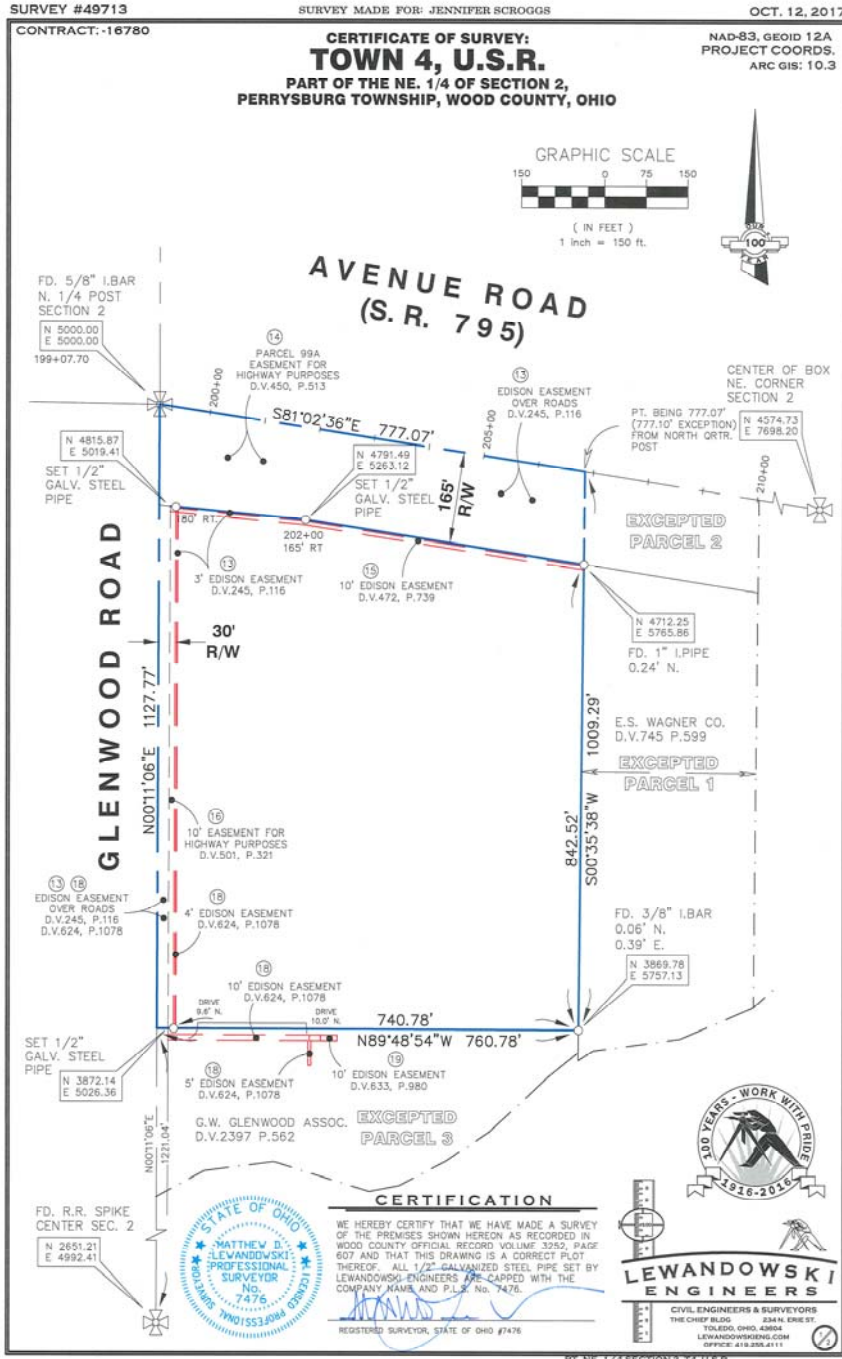 SURVEY #49713
SURVEY MADE FOR: JENNIFER SCROGGS
OCT. 12, 2017
CONTRACT: -16780
CERTIFICATE OF SURVEY:
TOWN 4, U.S.R.
PART OF THE NE. 1/4 OF SECTION 2,
PERRYSBURG TOWNSHIP, WOOD COUNTY, OHIO
NAD-83, GEOID 12A
PROJECT COORDS.
ARC GIS: 10.3
GRAPHIC SCALE
150 0 75 150
( IN FEET )
1 inch = 150 ft.
OUR
100
YEAR
AVENUE ROAD
(S. R. 795)
FD. 5/8" I.BAR
N. 1/4 POST
SECTION 2
N 5000.00
E 5000.00
199+07.70
200+00
14
PARCEL 99A
EASEMENT FOR
HIGHWAY PURPOSES
D.V.450, P.513
S81°02'36"E 777.07'
13
EDISON EASEMENT
OVER ROADS
D.V.245, P.116
205+00
CENTER OF BOX
NE. CORNER
SECTION 2
N 4574.73
E 7698.20
PT. BEING 777.07'
(777.10' EXCEPTION)
FROM NORTH QRTR.
POST
210+00
N 4815.87
E 5019.41
SET 1/2"
GALV. STEEL
PIPE
N 4791.49
E 5263.12
SET 1/2"
GALV. STEEL
PIPE
165'
R/W
180' RT.
202+00
165' RT
EXCEPTED
PARCEL 2
13
3' EDISON EASEMENT
D.V.245, P.116
15
10' EDISON EASEMENT
D.V.472, P.739
N 4712.25
E 5765.86
FD. 1" I.PIPE
0.24' N.
30'
R/W
GLENWOOD ROAD
N00°11'06"E 1127.77'
E.S. WAGNER CO.
D.V.745 P.599
EXCEPTED
PARCEL 1
1009.29'
842.52'
S00°35'38"W
16
10' EASEMENT FOR
HIGHWAY PURPOSES
D.V.501, P.321
13 18
EDISON EASEMENT
OVER ROADS
D.V.245, P.116
D.V.624, P.1078
18
4' EDISON EASEMENT
D.V.624, P.1078
FD. 3/8" I.BAR
0.06' N.
0.39' E.
N 3869.78
E 5757.13
18
10' EDISON EASEMENT
D.V.624, P.1078
DRIVE
9.6' N.
DRIVE
10.0' N.
740.78'
N89°48'54"W 760.78'
SET 1/2"
GALV. STEEL
PIPE
N 3872.14
E 5026.36
18
5' EDISON EASEMENT
D.V.624, P.1078
19
10' EDISON EASEMENT
D.V.633, P.980
G.W. GLENWOOD ASSOC.
D.V.2397 P.562
EXCEPTED
PARCEL 3
N00°11'06"E
1221.04'
FD. R.R. SPIKE
CENTER SEC. 2
N 2651.21
E 4992.41
STATE OF OHIO
MATTHEW D.
LEWANDOWSKI
PROFESSIONAL
SURVEYOR
No.
7476
LICENSED PROFESSIONAL SURVEYOR
CERTIFICATION
WE HEREBY CERTIFY THAT WE HAVE MADE A SURVEY
OF THE PREMISES SHOWN HEREON AS RECORDED IN
WOOD COUNTY OFFICIAL RECORD VOLUME 3252, PAGE
607 AND THAT THIS DRAWING IS A CORRECT PLOT
THEREOF. ALL 1/2" GALVANIZED STEEL PIPE SET BY
LEWANDOWSKI ENGINEERS ARE CAPPED WITH THE
COMPANY NAME AND P.L.S. No. 7476.
REGISTERED SURVEYOR, STATE OF OHIO #7476
100 YEARS - WORK WITH PRIDE
1916-2016
LEWANDOWSKI
ENGINEERS
CIVIL ENGINEERS & SURVEYORS
THE CHIEF BLDG 234 N. ERIE ST.
TOLEDO, OHIO, 43604
LEWANDOWSKIENG.COM
OFFICE: 419.255.4111
1/2